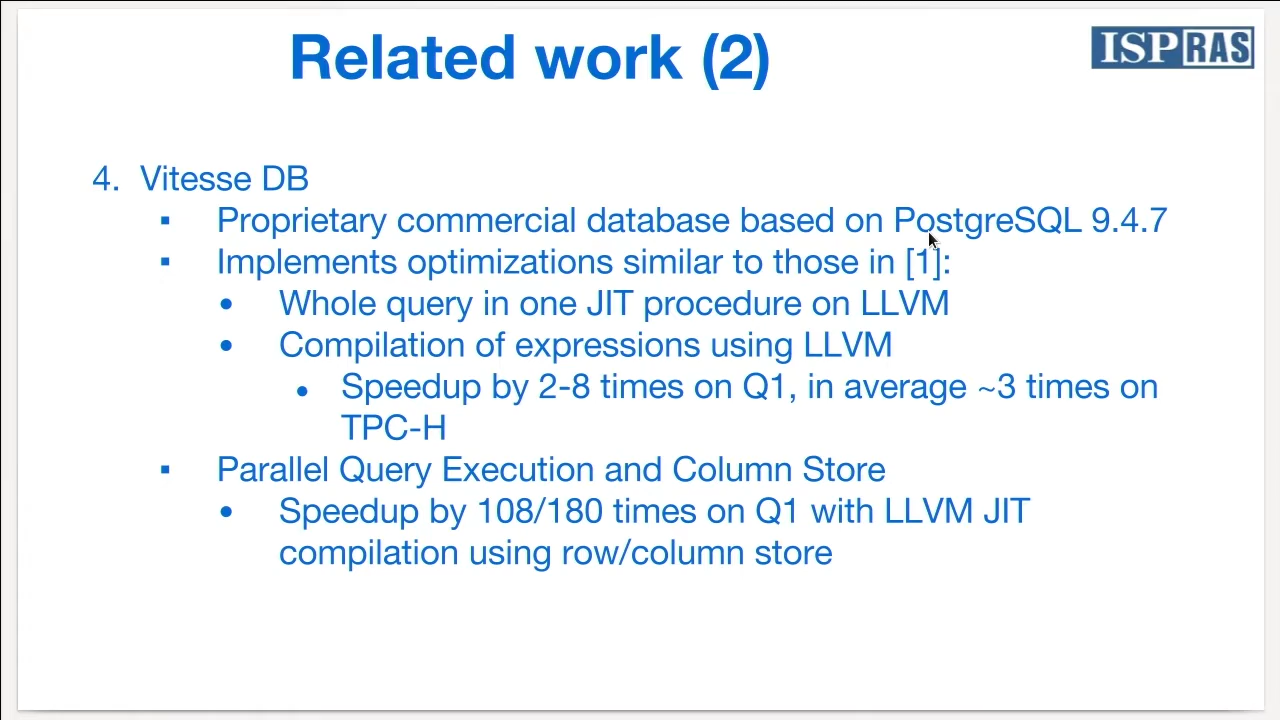 Related work (2)
ISPRAS
4. Vitesse DB
▪ Proprietary commercial database based on PostgreSQL 9.4.7
▪ Implements optimizations similar to those in [1]:
• Whole query in one JIT procedure on LLVM
• Compilation of expressions using LLVM
• Speedup by 2-8 times on Q1, in average ~3 times on
TPC-H
▪ Parallel Query Execution and Column Store
• Speedup by 108/180 times on Q1 with LLVM JIT
compilation using row/column store